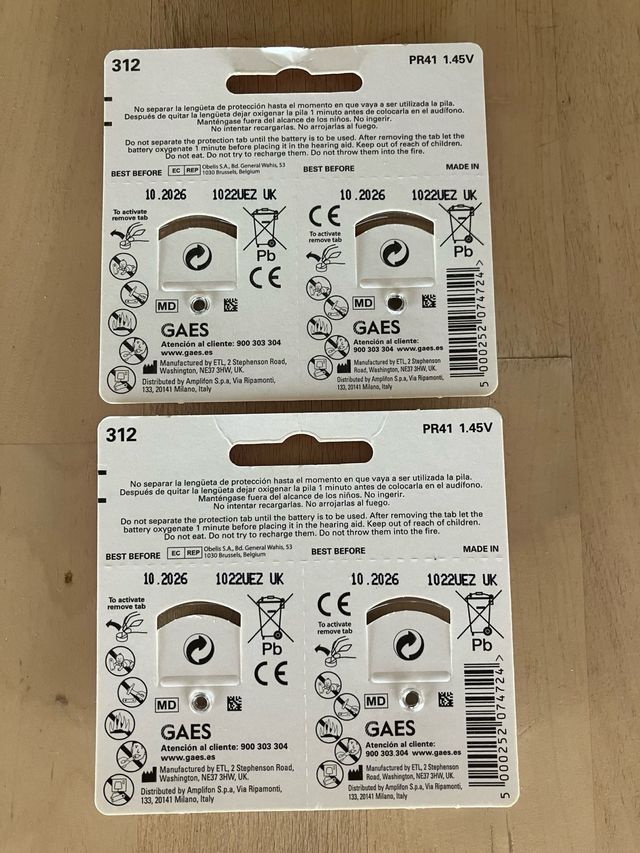 312
PR41 1.45V
No separar la lengüeta de protección hasta el momento en que vaya a ser utilizada la pila.
Después de quitar la lengüeta dejar oxigenar la pila 1 minuto antes de colocarla en el audífono.
Manténgase fuera del alcance de los niños. No ingerir.
No intentar recargarlas. No arrojarlas al fuego.
Do not separate the protection tab until the battery is to be used. After removing the tab let the
battery oxygenate 1 minute before placing it in the hearing aid. Keep out of reach of children.
Do not eat. Do not try to recharge them. Do not throw them into the fire.
BEST BEFORE
EC REP
Obelis S.A., Bd. General Wahis, 53
1030 Brussels, Belgium
BEST BEFORE
MADE IN
10.2026
1022UEZ UK
10.2026
1022UEZ UK
To activate
remove tab
Pb
CE
MD
GAES
Atención al cliente: 900 303 304
www.gaes.es
Manufactured by ETL, 2 Stephenson Road,
Washington, NE37 3HW, UK.
Distributed by Amplifon S.p.a, Via Ripamonti,
133, 20141 Milano, Italy
CE
To activate
remove tab
Pb
MD
GAES
Atención al cliente:
900 303 304 www.gaes.es
Manufactured by ETL, 2 Stephenson
Road, Washington, NE37 3HW, UK.
Distributed by Amplifon S.p.a, Via Ripamonti,
133, 20141 Milano, Italy
5 000252 074724 >
312
PR41 1.45V
No separar la lengüeta de protección hasta el momento en que vaya a ser utilizada la pila.
Después de quitar la lengüeta dejar oxigenar la pila 1 minuto antes de colocarla en el audífono.
Manténgase fuera del alcance de los niños. No ingerir.
No intentar recargarlas. No arrojarlas al fuego.
Do not separate the protection tab until the battery is to be used. After removing the tab let the
battery oxygenate 1 minute before placing it in the hearing aid. Keep out of reach of children.
Do not eat. Do not try to recharge them. Do not throw them into the fire.
BEST BEFORE
EC REP
Obelis S.A., Bd. General Wahis, 53
1030 Brussels, Belgium
BEST BEFORE
MADE IN
10.2026
1022UEZ UK
10.2026
1022UEZ UK
To activate
remove tab
Pb
CE
MD
GAES
Atención al cliente: 900 303 304
www.gaes.es
Manufactured by ETL, 2 Stephenson Road,
Washington, NE37 3HW, UK.
Distributed by Amplifon S.p.a, Via Ripamonti,
133, 20141 Milano, Italy
CE
To activate
remove tab
Pb
MD
GAES
Atención al cliente:
900 303 304 www.gaes.es
Manufactured by ETL, 2 Stephenson
Road, Washington, NE37 3HW, UK.
Distributed by Amplifon S.p.a, Via Ripamonti,
133, 20141 Milano, Italy
5 000252 074724 >